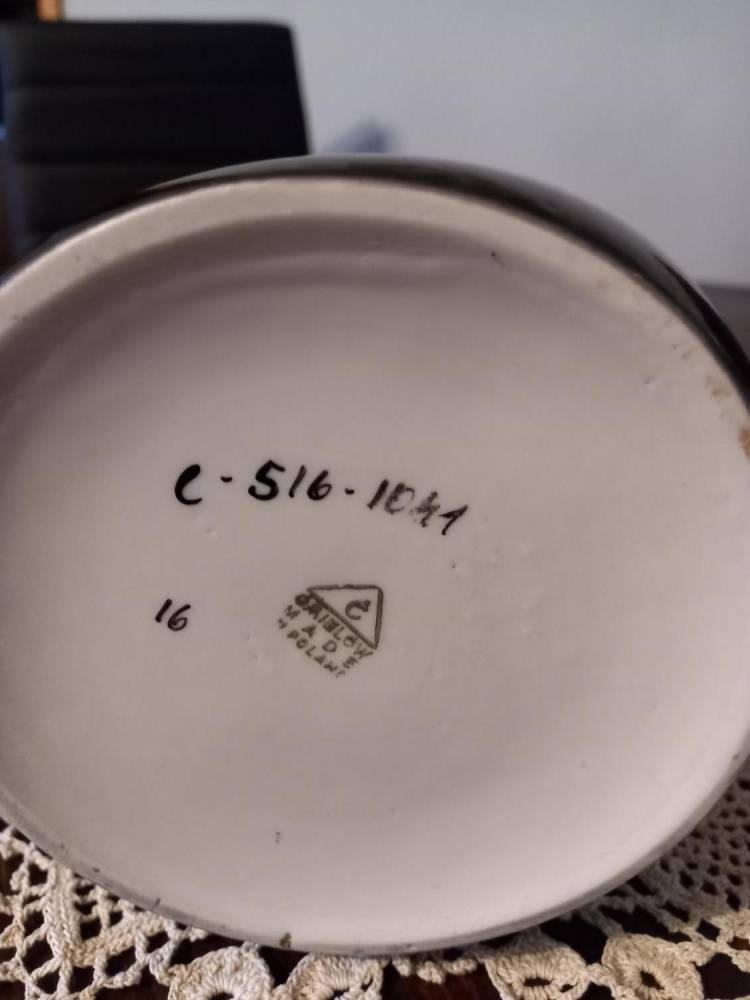 C-516-1041
16
Ć
ĆMIELÓW
MADE
IN POLAND